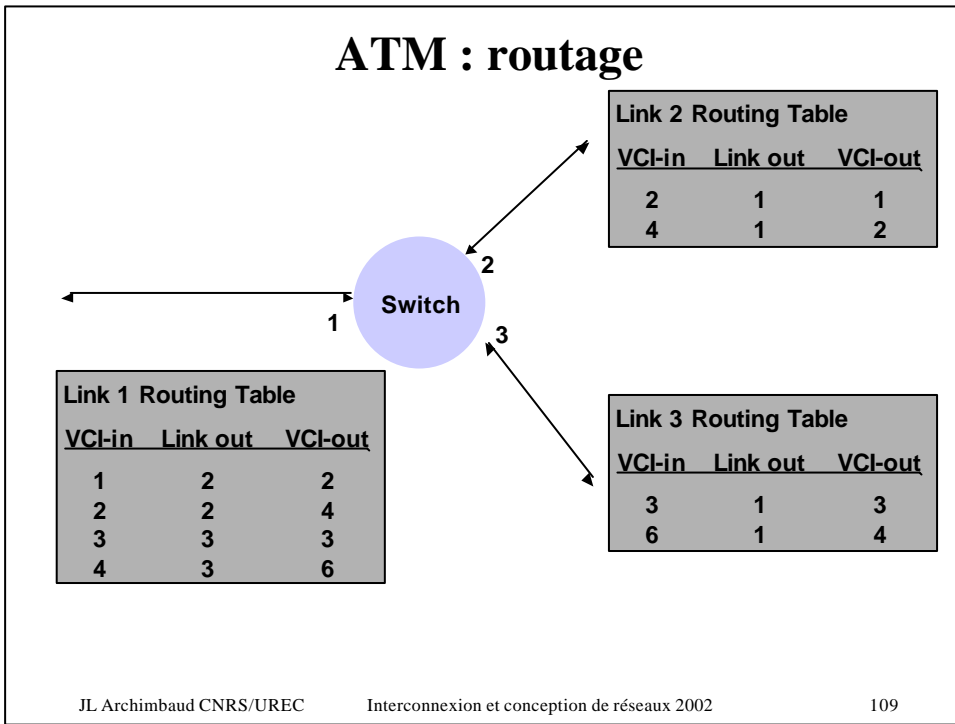 ATM : routage
Link 2 Routing Table
VCI-in Link out VCI-out
2 1 1
4 1 2
2
Switch
1
3
Link 1 Routing Table
VCI-in Link out VCI-out
1 2 2
2 2 4
3 3 3
4 3 6
Link 3 Routing Table
VCI-in Link out VCI-out
3 1 3
6 1 4
JL Archimbaud CNRS/UREC Interconnexion et conception de réseaux 2002 109